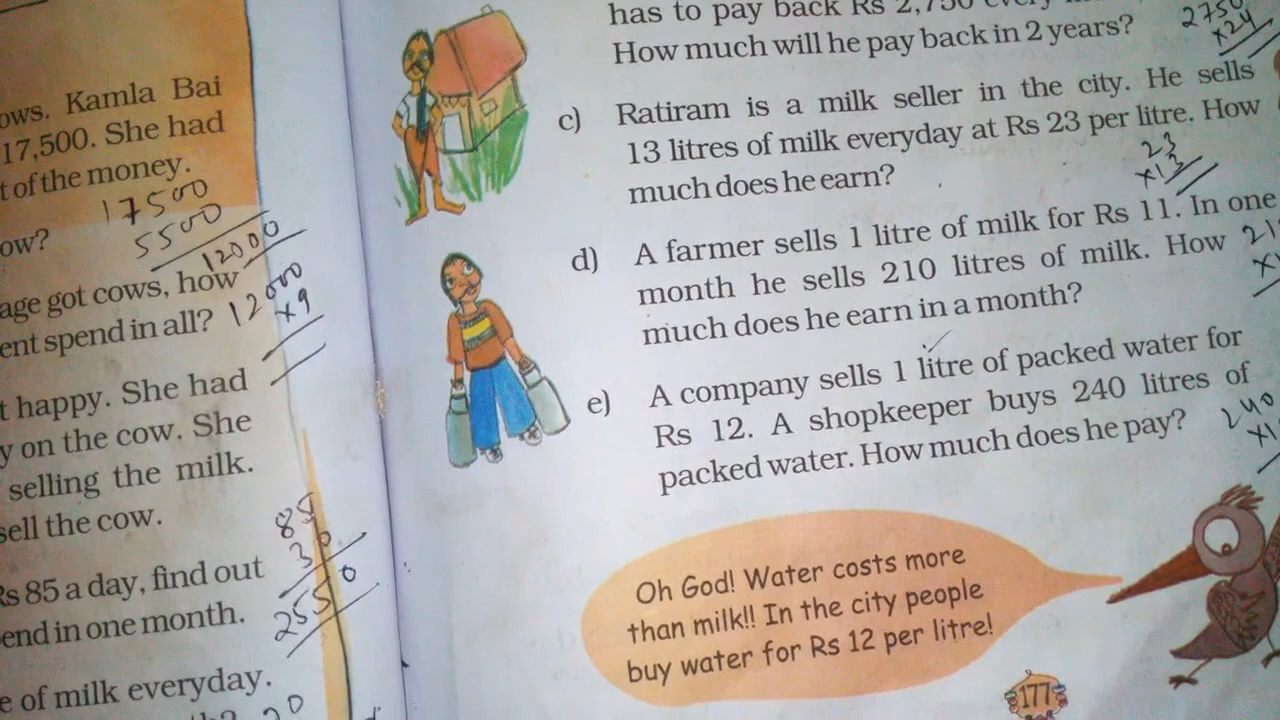 ows. Kamla Bai
17,500. She had
t of the money.
17500
5500
12000
ow?
age got cows, how
ent spend in all?
12000
×9
t happy. She had
y on the cow. She
selling the milk.
sell the cow.
85
30
2550
Rs 85 a day, find out
end in one month.
e of milk everyday.
20
has to pay back Rs 2,750 every
How much will he pay back in 2 years?
2750
×24
c) Ratiram is a milk seller in the city. He sells
13 litres of milk everyday at Rs 23 per litre. How
much does he earn?
23
×13
d) A farmer sells 1 litre of milk for Rs 11. In one
month he sells 210 litres of milk. How
much does he earn in a month?
21
×1
e) A company sells 1 litre of packed water for
Rs 12. A shopkeeper buys 240 litres of
packed water. How much does he pay?
240
×1
Oh God! Water costs more
than milk!! In the city people
buy water for Rs 12 per litre!
177